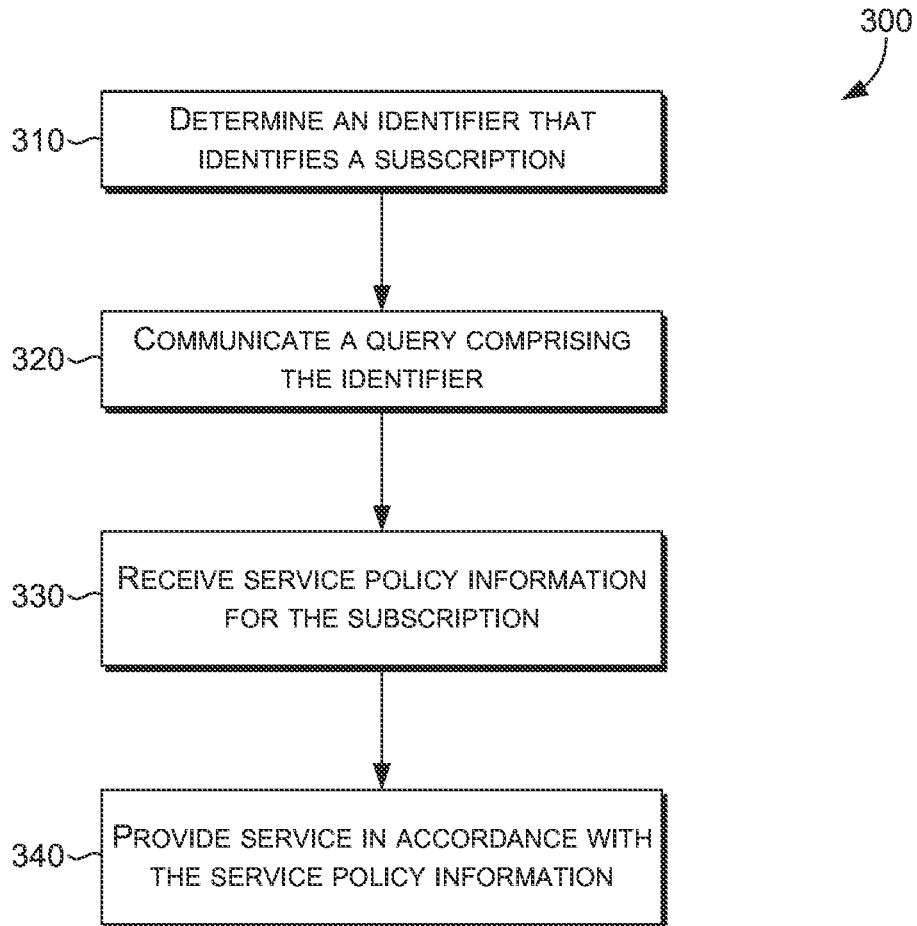 300
310 DETERMINE AN IDENTIFIER THAT
IDENTIFIES A SUBSCRIPTION
320 COMMUNICATE A QUERY COMPRISING
THE IDENTIFIER
330 RECEIVE SERVICE POLICY INFORMATION
FOR THE SUBSCRIPTION
340 PROVIDE SERVICE IN ACCORDANCE WITH
THE SERVICE POLICY INFORMATION